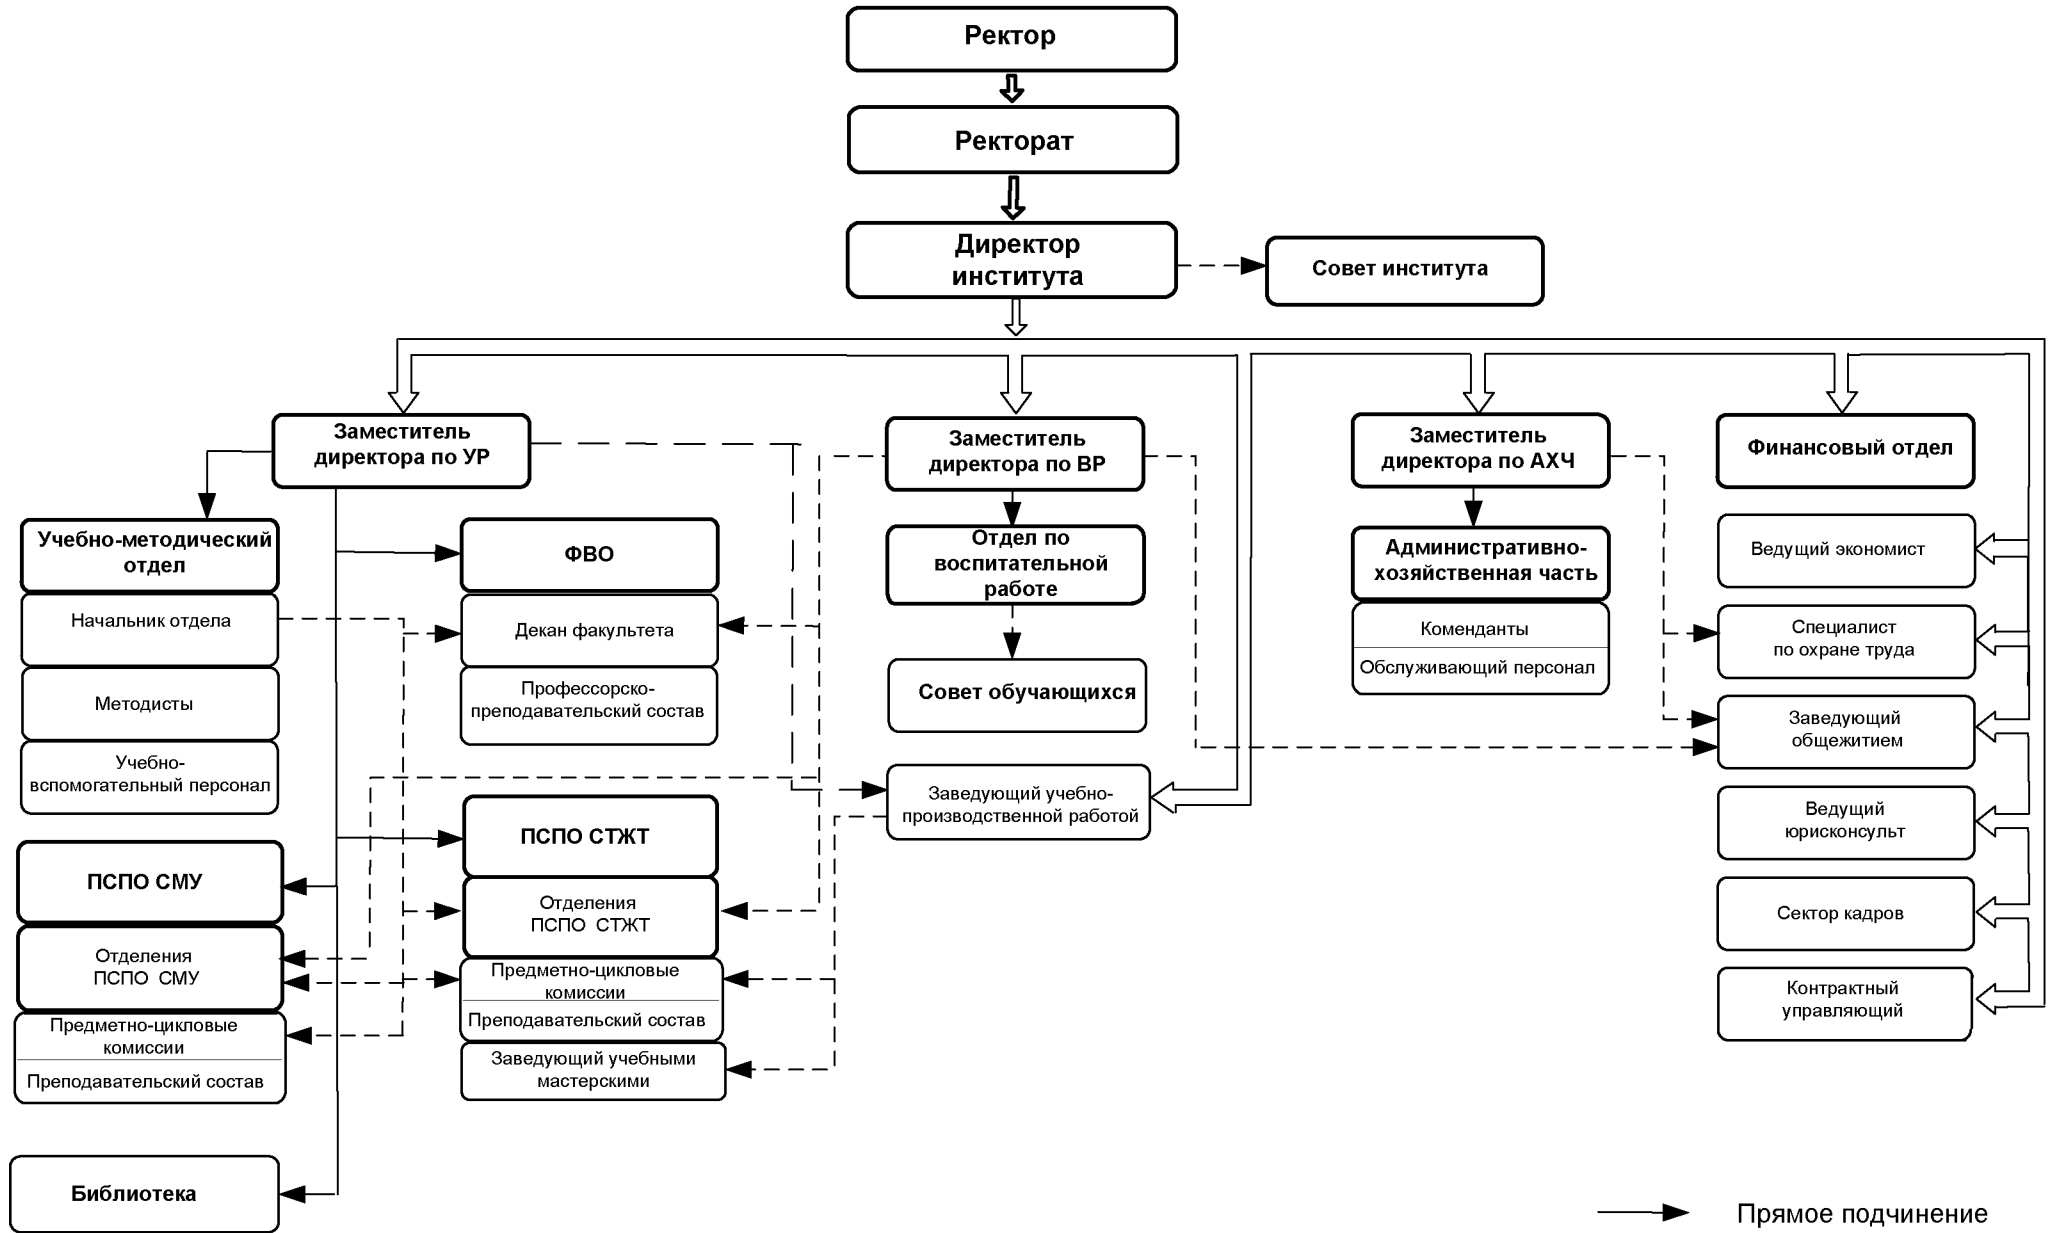 Ректор
Ректорат
Директор
института
Совет института
Заместитель
директора по УР
Заместитель
директора по ВР
Заместитель
директора по АХЧ
Финансовый отдел
Учебно-методический
отдел
Начальник отдела
Методисты
Учебно-
вспомогательный персонал
ПСПО СМУ
Отделения
ПСПО СМУ
Предметно-цикловые
комиссии
Преподавательский состав
Библиотека
ФВО
Декан факультета
Профессорско-
преподавательский состав
ПСПО СТЖТ
Отделения
ПСПО СТЖТ
Предметно-цикловые
комиссии
Преподавательский состав
Заведующий учебными
мастерскими
Отдел по
воспитательной
работе
Совет обучающихся
Заведующий учебно-
производственной работой
Административно-
хозяйственная часть
Коменданты
Обслуживающий персонал
Ведущий экономист
Специалист
по охране труда
Заведующий
общежитием
Ведущий
юрисконсульт
Сектор кадров
Контрактный
управляющий
Прямое подчинение